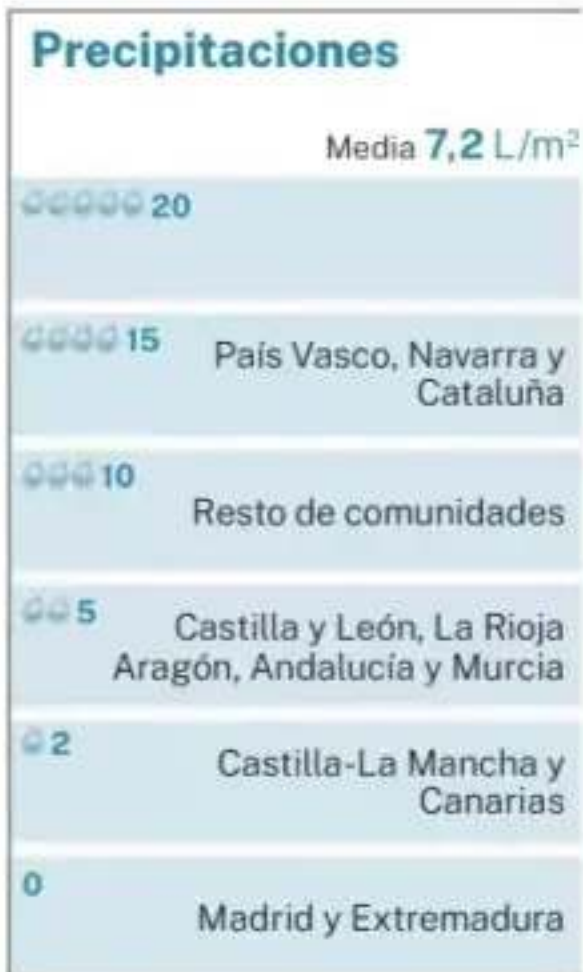 Precipitaciones
Media 7,2 L/m²
20
15
País Vasco, Navarra y
Cataluña
10
Resto de comunidades
5
Castilla y León, La Rioja
Aragón, Andalucía y Murcia
2
Castilla-La Mancha y
Canarias
0
Madrid y Extremadura